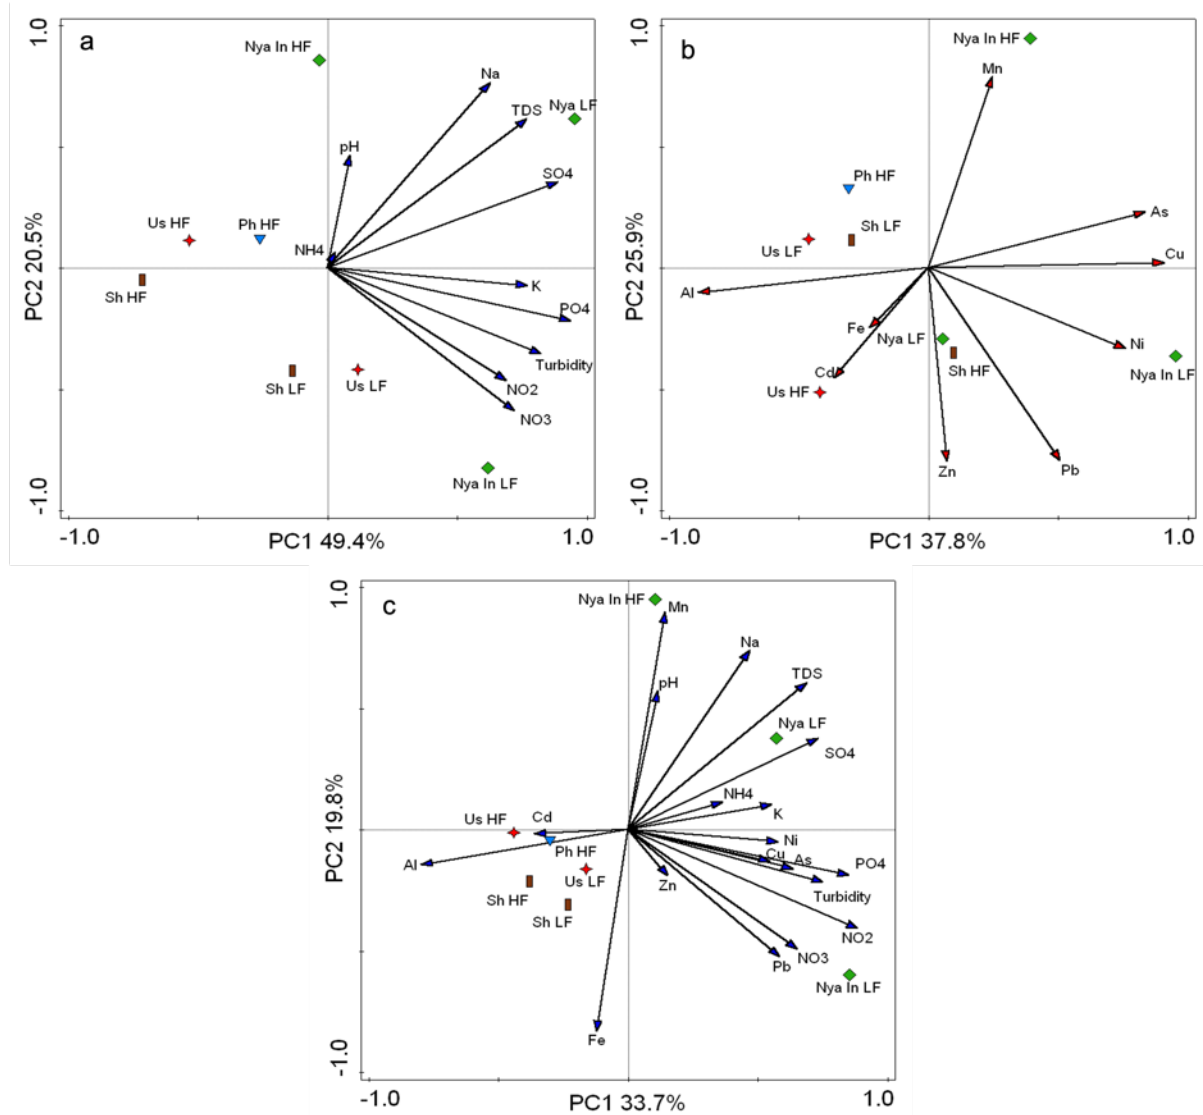 a
1.0
Nya In HF
Na
TDS
Nya LF
pH
SO4
Us HF
Ph HF
NH4
Sh HF
K
PO4
Turbidity
Sh LF
Us LF
NO2
NO3
Nya In LF
PC2 20.5%
-1.0
-1.0
PC1 49.4%
1.0
b
1.0
Nya In HF
Mn
Ph HF
As
Sh LF
Us LF
Cu
Al
Fe
Nya LF
Ni
Sh HF
Nya In LF
Cd
Us HF
Zn
Pb
PC2 25.9%
-1.0
-1.0
PC1 37.8%
1.0
c
1.0
Nya In HF
Mn
Na
TDS
pH
Nya LF
SO4
NH4
K
Us HF
Cd
Ni
Ph HF
Cu
As
PO4
Al
Us LF
Zn
Turbidity
Sh HF
Sh LF
NO2
NO3
Pb
Nya In LF
Fe
PC2 19.8%
-1.0
-1.0
PC1 33.7%
1.0